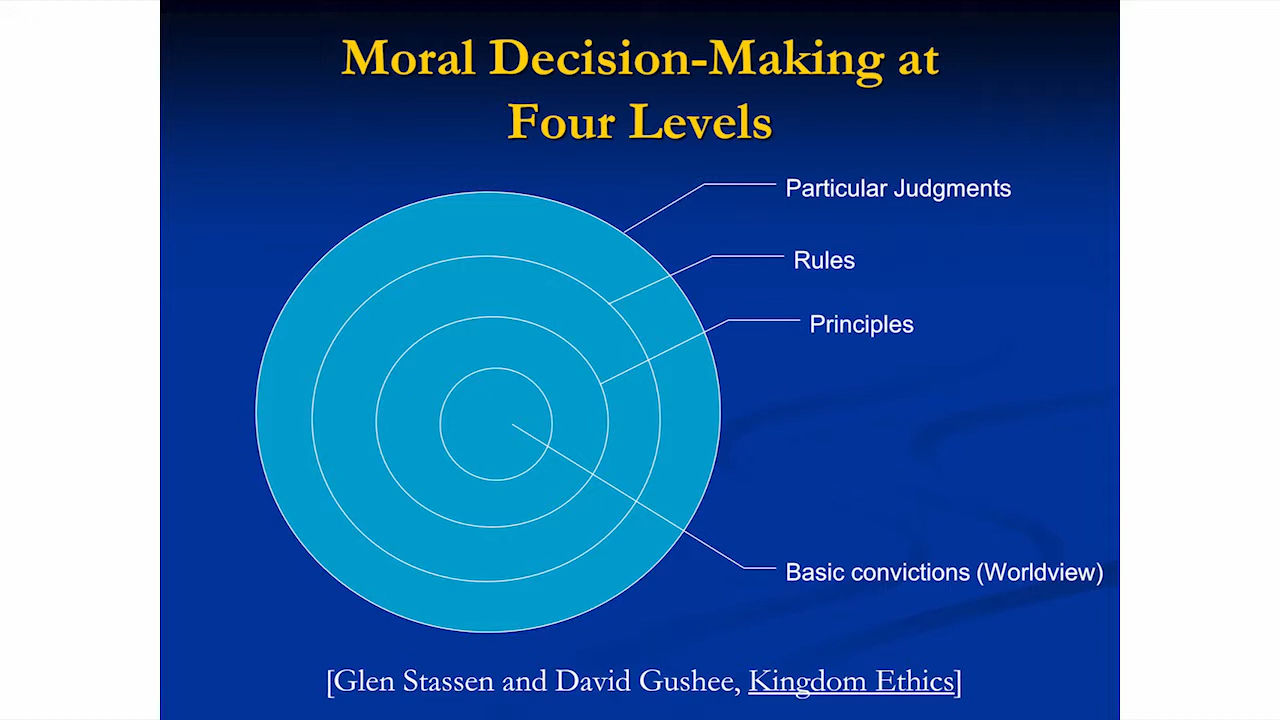 Moral Decision-Making at
Four Levels
Particular Judgments
Rules
Principles
Basic convictions (Worldview)
[Glen Stassen and David Gushee, Kingdom Ethics]